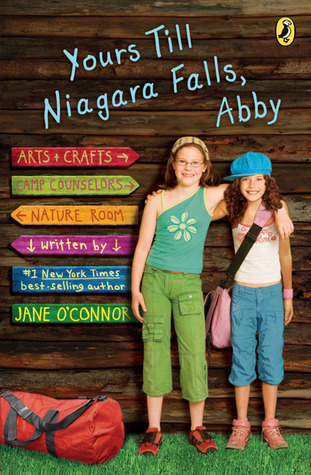 Yours Till
Niagara Falls,
Abby
ARTS + CRAFTS
CAMP COUNSELORS
NATURE ROOM
↓ written by ↓
#1 New York Times
best-selling author
JANE O'CONNOR